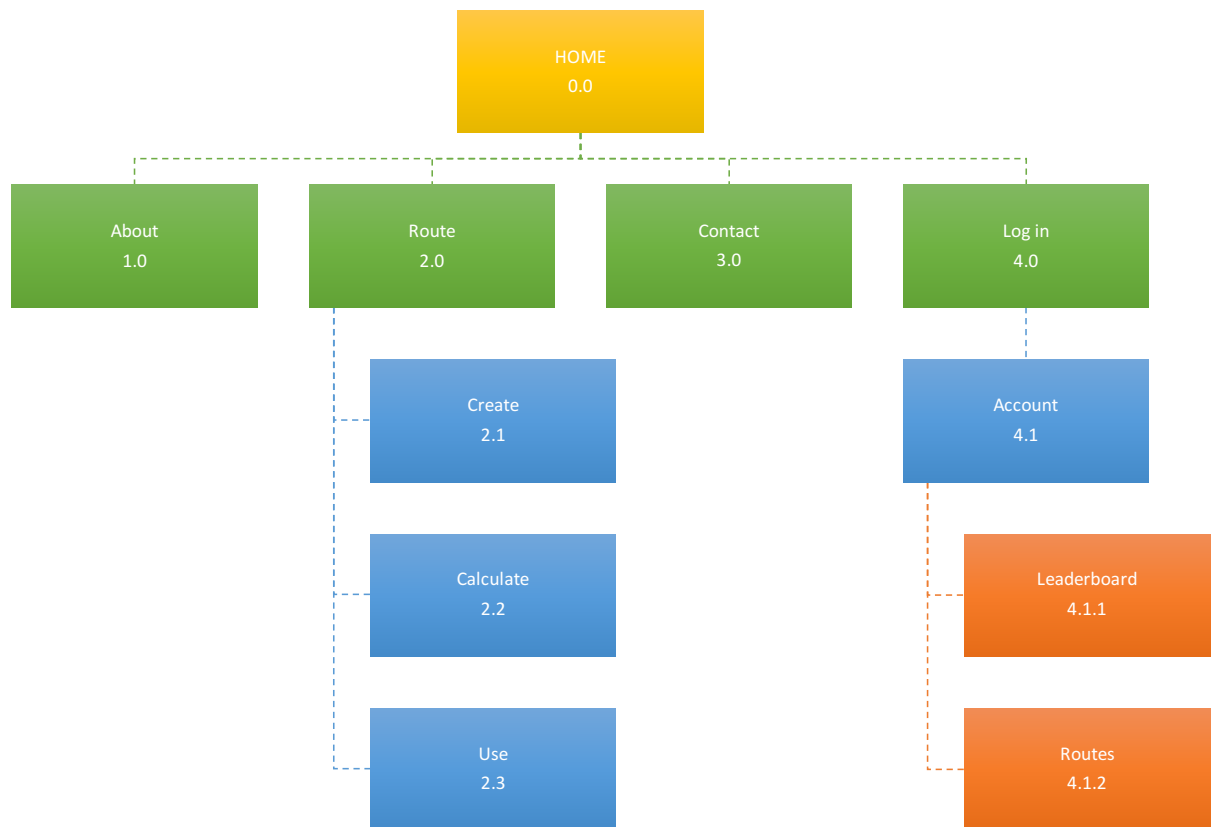 HOME
0.0
About
1.0
Route
2.0
Contact
3.0
Log in
4.0
Create
2.1
Account
4.1
Calculate
2.2
Leaderboard
4.1.1
Use
2.3
Routes
4.1.2